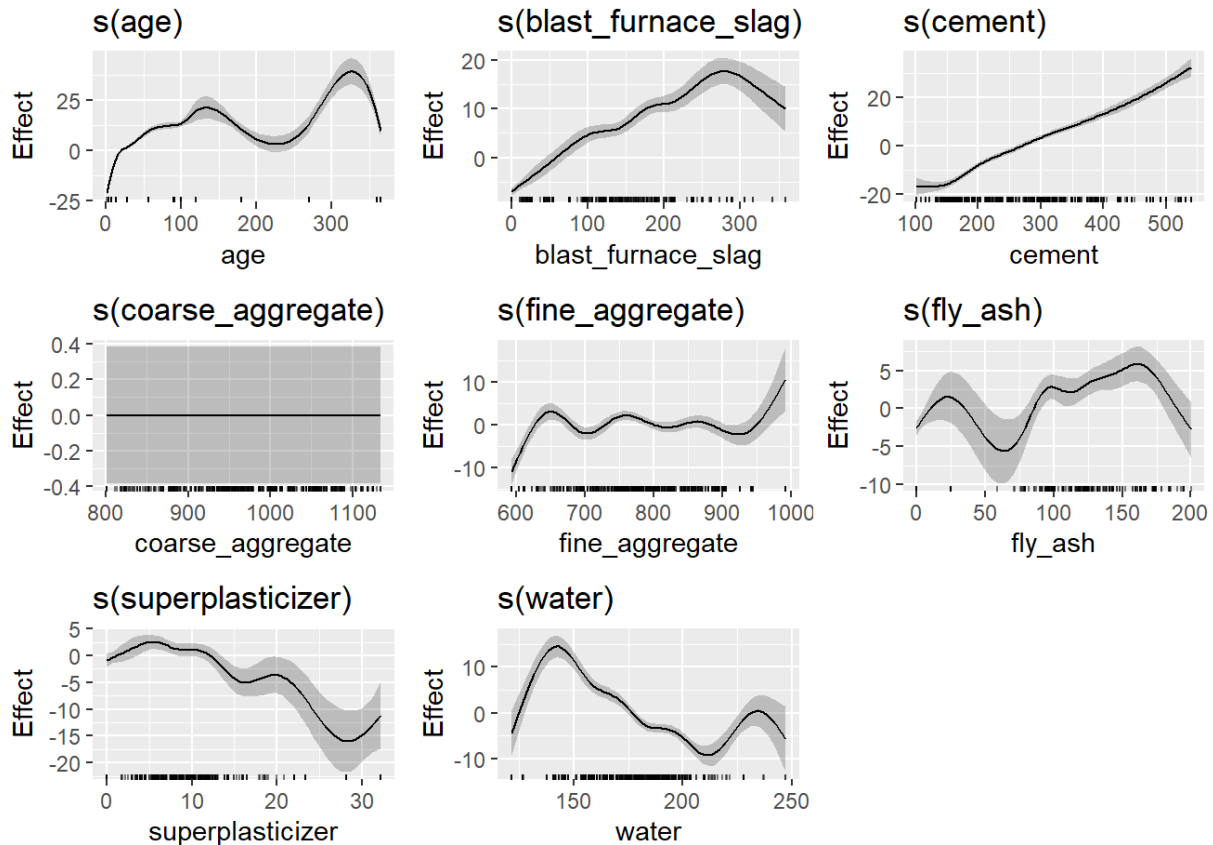 s(age)
Effect
25
0
-25
0
100
200
300
age
s(blast_furnace_slag)
Effect
20
10
0
0
100
200
300
blast_furnace_slag
s(cement)
Effect
20
0
-20
100
200
300
400
500
cement
s(coarse_aggregate)
Effect
0.4
0.2
0.0
-0.2
-0.4
800
900
1000
1100
coarse_aggregate
s(fine_aggregate)
Effect
10
0
-10
600
700
800
900
1000
fine_aggregate
s(fly_ash)
Effect
5
0
-5
-10
0
50
100
150
200
fly_ash
s(superplasticizer)
Effect
5
0
-5
-10
-15
-20
0
10
20
30
superplasticizer
s(water)
Effect
10
0
-10
150
200
250
water